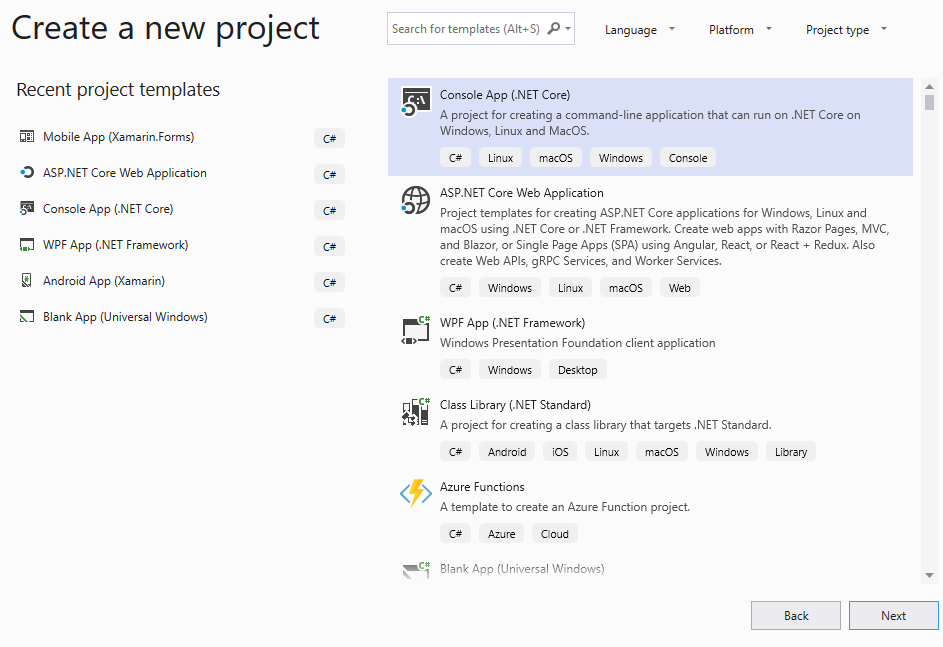 Create a new project
Search for templates (Alt+S)
Language
Platform
Project type
Recent project templates
Mobile App (Xamarin.Forms)
C#
ASP.NET Core Web Application
C#
Console App (.NET Core)
C#
WPF App (.NET Framework)
C#
Android App (Xamarin)
C#
Blank App (Universal Windows)
C#
Console App (.NET Core)
A project for creating a command-line application that can run on .NET Core on
Windows, Linux and MacOS.
C# Linux macOS Windows Console
ASP.NET Core Web Application
Project templates for creating ASP.NET Core applications for Windows, Linux and
macOS using .NET Core or .NET Framework. Create web apps with Razor Pages, MVC,
and Blazor, or Single Page Apps (SPA) using Angular, React, or React + Redux. Also
create Web APIs, gRPC Services, and Worker Services.
C# Windows Linux macOS Web
C#
WPF App (.NET Framework)
Windows Presentation Foundation client application
C# Windows Desktop
C#
Class Library (.NET Standard)
A project for creating a class library that targets .NET Standard.
C# Android iOS Linux macOS Windows Library
Azure Functions
A template to create an Azure Function project.
C# Azure Cloud
C#
Blank App (Universal Windows)
Back
Next